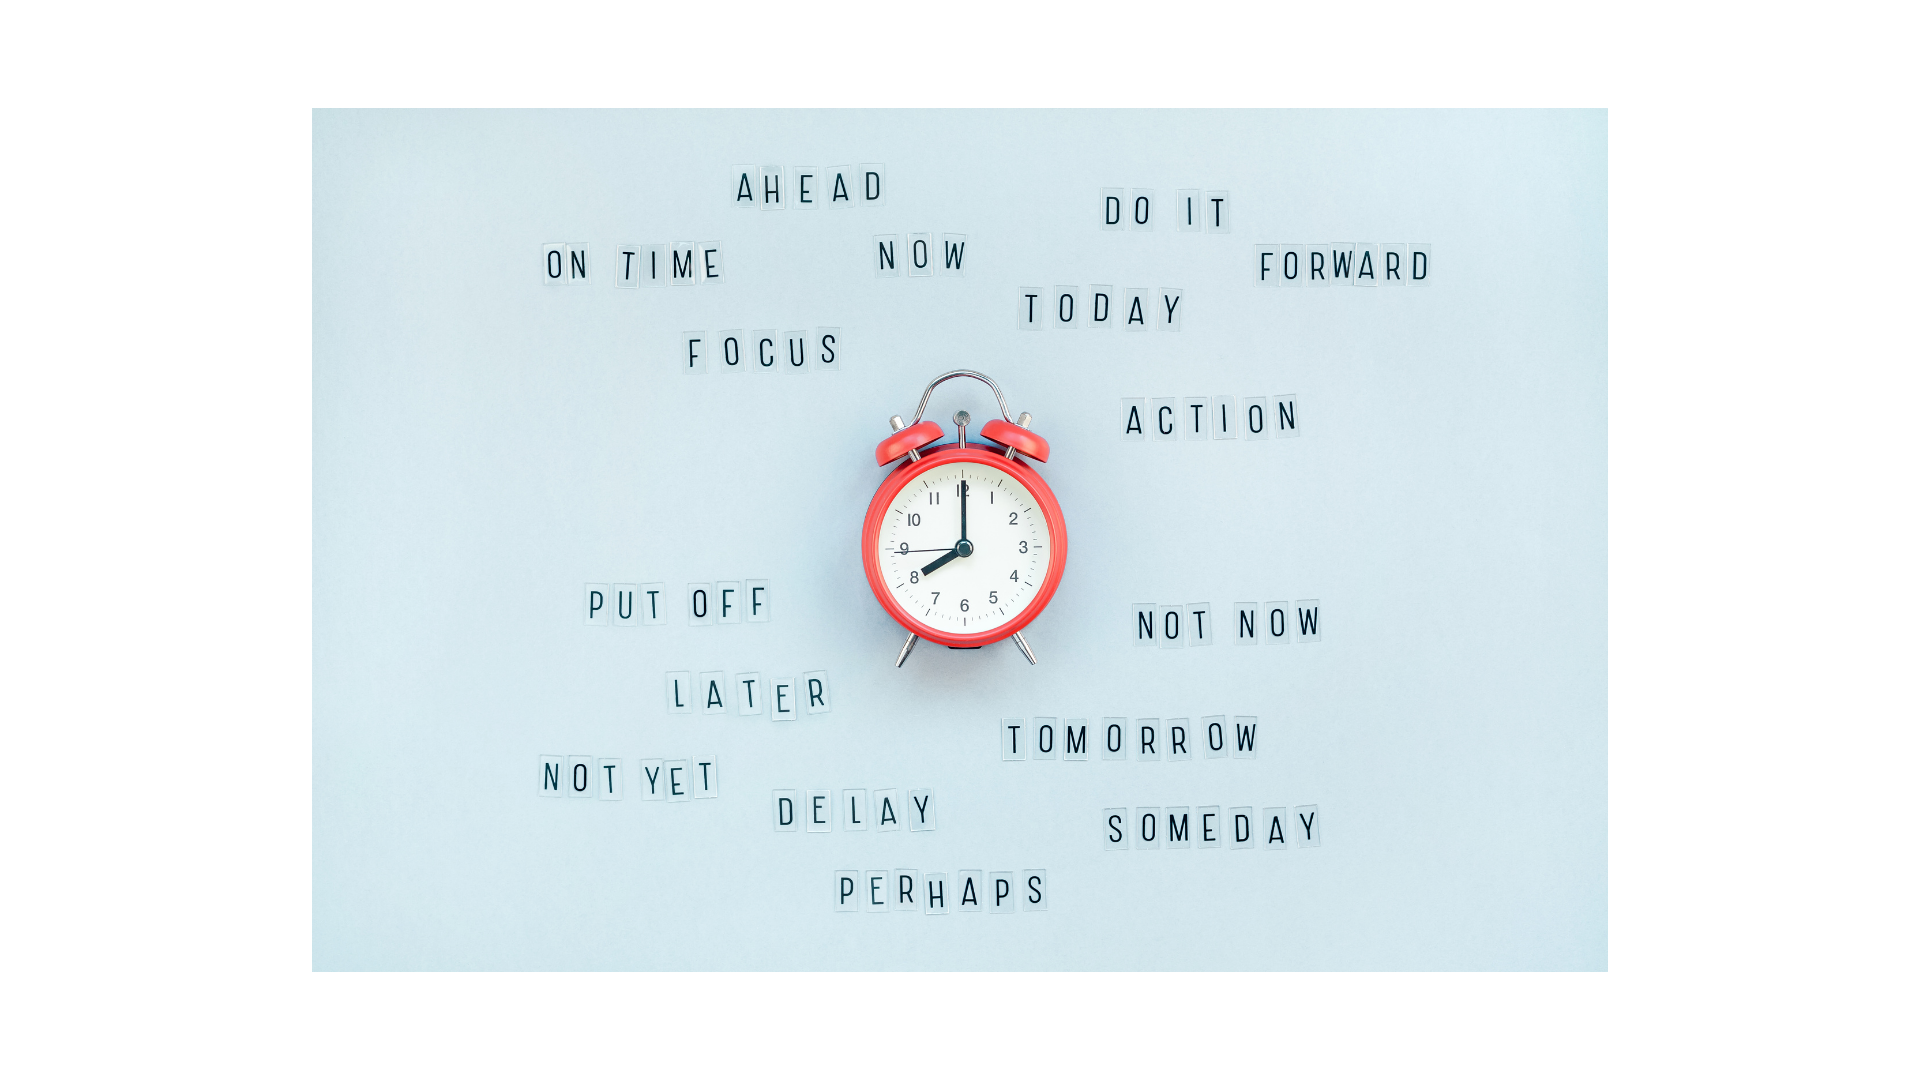 AHEAD
DO IT
ON TIME
NOW
FORWARD
TODAY
FOCUS
ACTION
12
11
1
10
2
9
3
8
4
7
5
6
PUT OFF
NOT NOW
LATER
TOMORROW
NOT YET
DELAY
SOMEDAY
PERHAPS